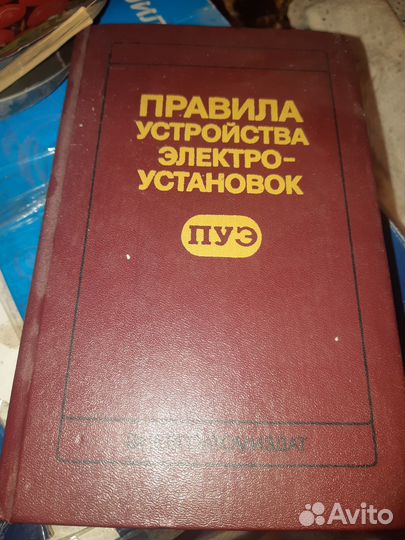 ПРАВИЛА
УСТРОЙСТВА
ЭЛЕКТРО-
УСТАНОВОК
ПУЭ
ЭНЕРГОАТОМИЗДАТ
Avito